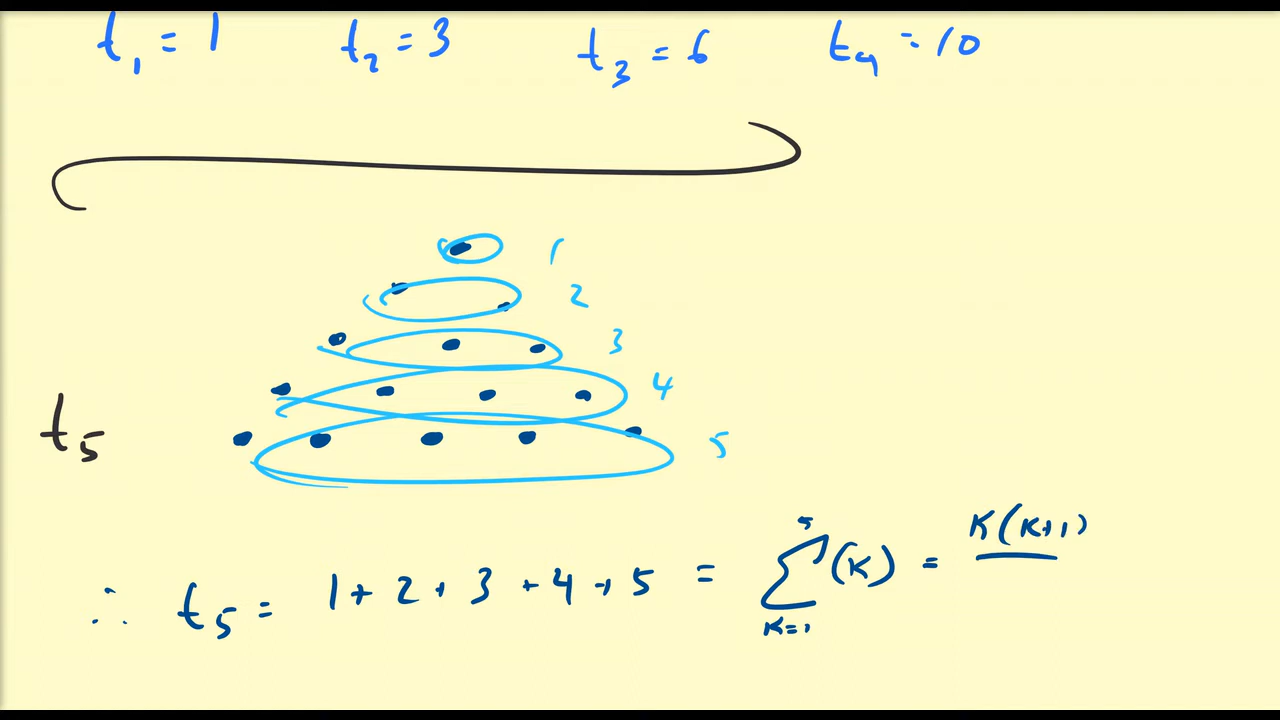 t₁ = 1 t₂ = 3 t₃ = 6 t₄ = 10
1
2
3
4
t₅ 5
∴ t₅ = 1 + 2 + 3 + 4 + 5 = ∑_{K=1}^{5} (K) = K(K+1)